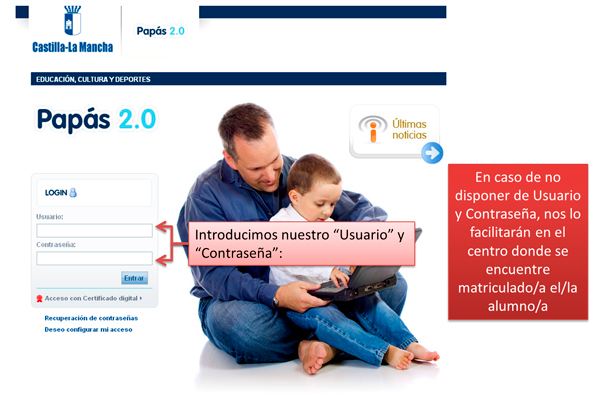 Castilla-La Mancha
Papás 2.0
EDUCACIÓN, CULTURA Y DEPORTES
Papás 2.0
Últimas
noticias
LOGIN
Usuario:
Contraseña:
Entrar
Acceso con Certificado digital
Recuperación de contraseñas
Deseo configurar mi acceso
Introducimos nuestro “Usuario” y
“Contraseña”:
En caso de no
disponer de Usuario
y Contraseña, nos lo
facilitarán en el
centro donde se
encuentre
matriculado/a el/la
alumno/a